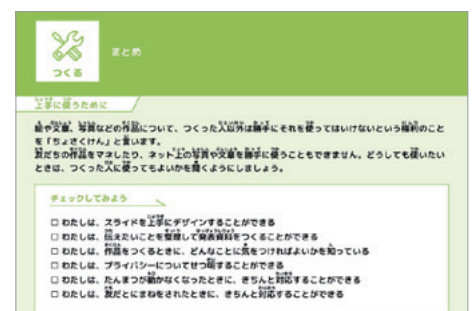 つくる
まとめ
上手に使うために
絵や文章、写真などの作品について、つくった人以外は勝手にそれを使ってはいけないという権利のこと
を「ちょさくけん」と言います。
友だちの作品をマネしたり、ネット上の写真や文章を勝手に使うこともできません。どうしても使いたい
ときは、つくった人に使ってもよいかを聞くようにしましょう。
チェックしてみよう
□ わたしは、スライドを上手にデザインすることができる
□ わたしは、伝えたいことを整理して発表資料をつくることができる
□ わたしは、作品をつくるときに、どんなことに気をつければよいかを知っている
□ わたしは、プライバシーについてせつ明することができる
□ わたしは、たんまつが動かなくなったときに、きちんと対応することができる
□ わたしは、友だとにまねをされたときに、きちんと対応することができる